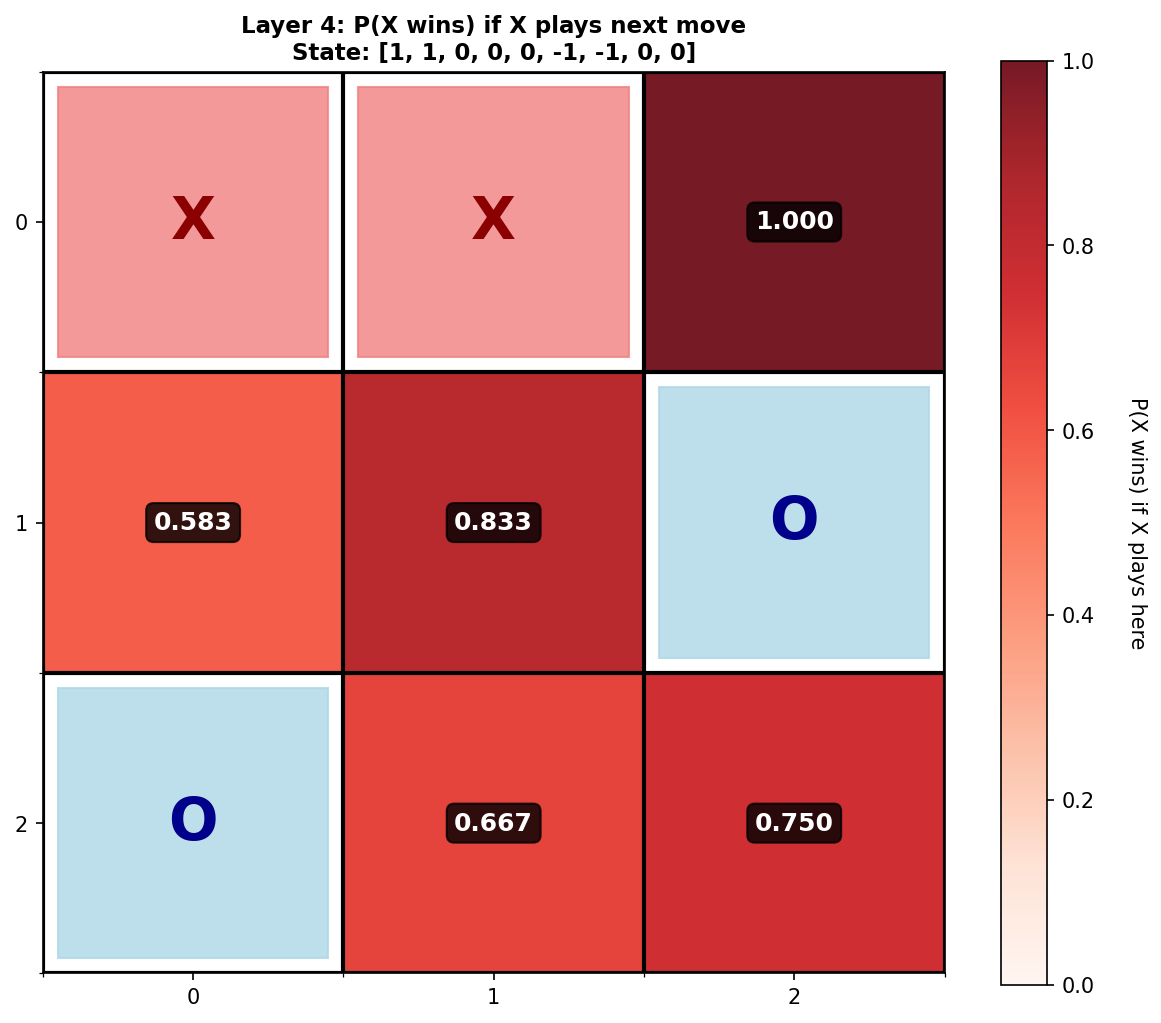 Layer 4: P(X wins) if X plays next move
State: [1, 1, 0, 0, 0, -1, -1, 0, 0]
X
X
1.000
0.583
0.833
O
O
0.667
0.750
0
1
2
0
1
2
1.0
0.8
0.6
0.4
0.2
0.0
P(X wins) if X plays here